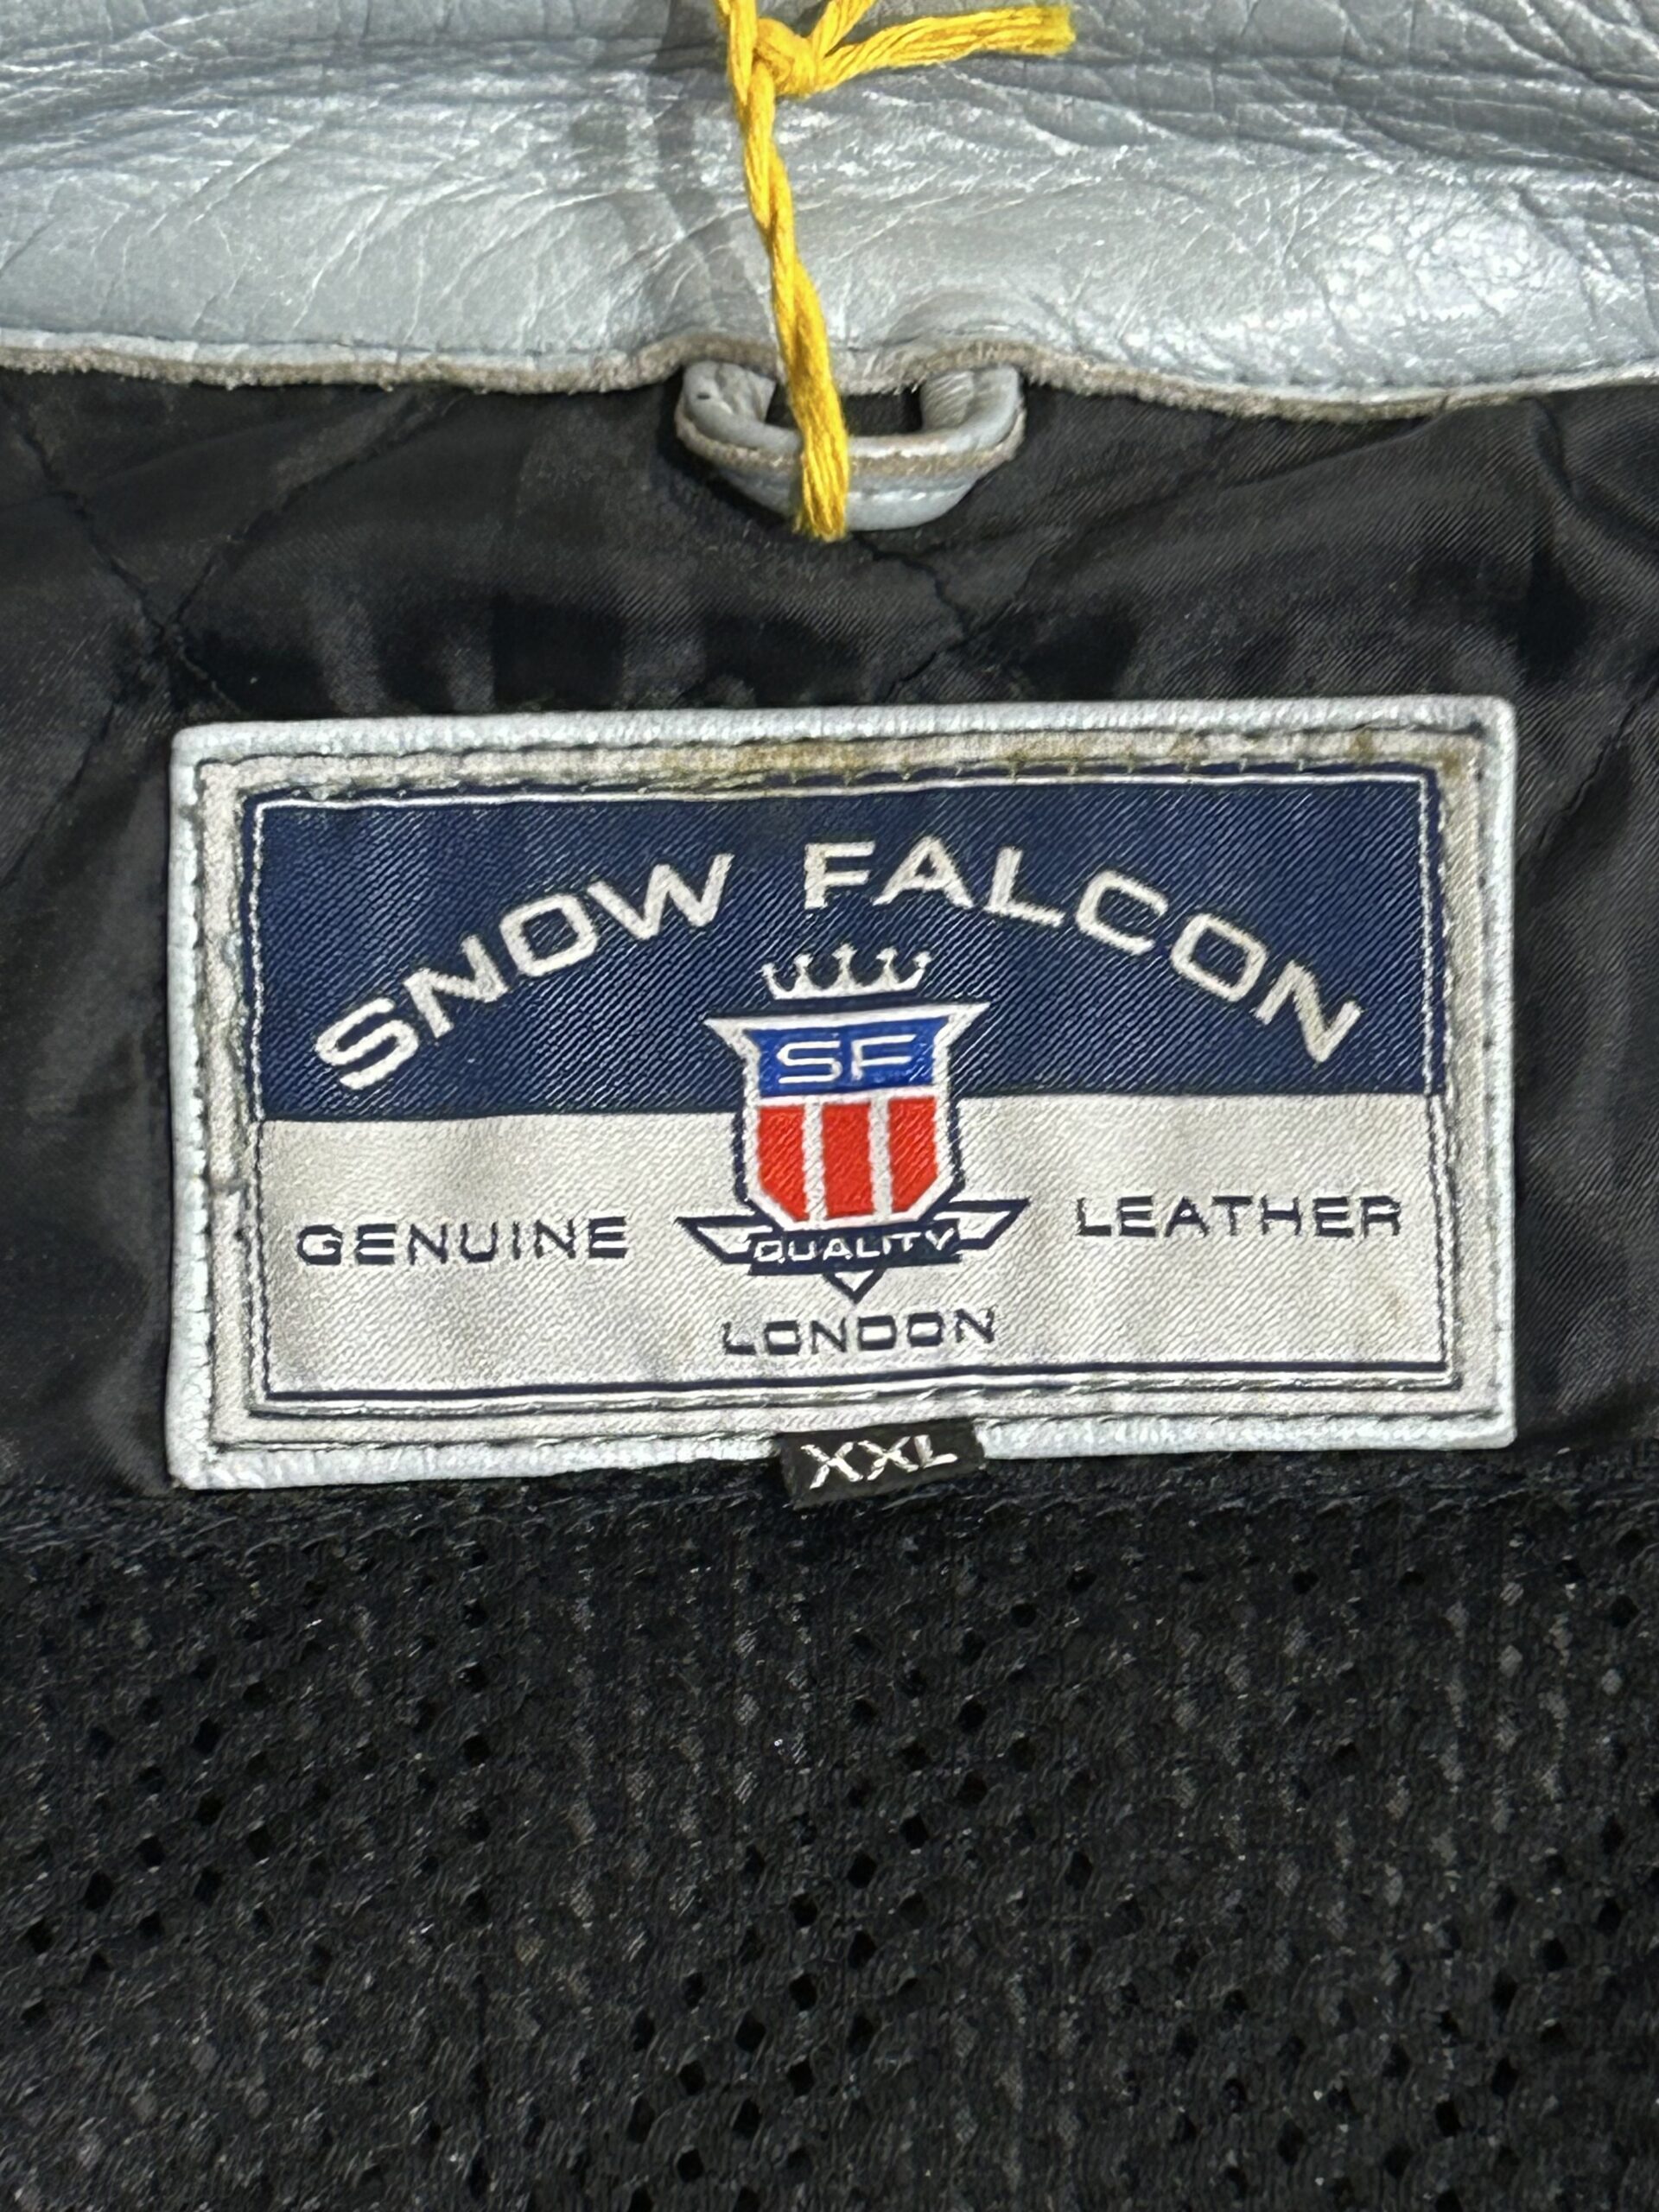 SNOW FALCON
SF
GENUINE LEATHER
QUALITY
LONDON
XXL